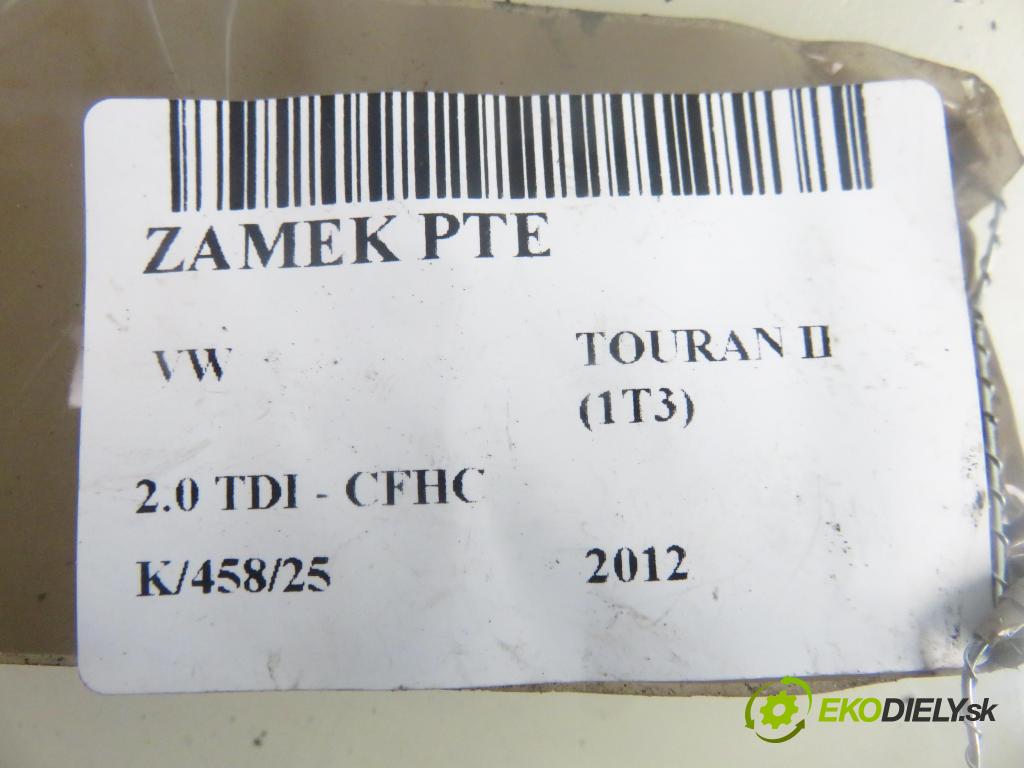 ZAMEK PTE
VW
TOURAN II
(1T3)
2.0 TDI - CFHC
K/458/25
2012
EKODIELY.sk